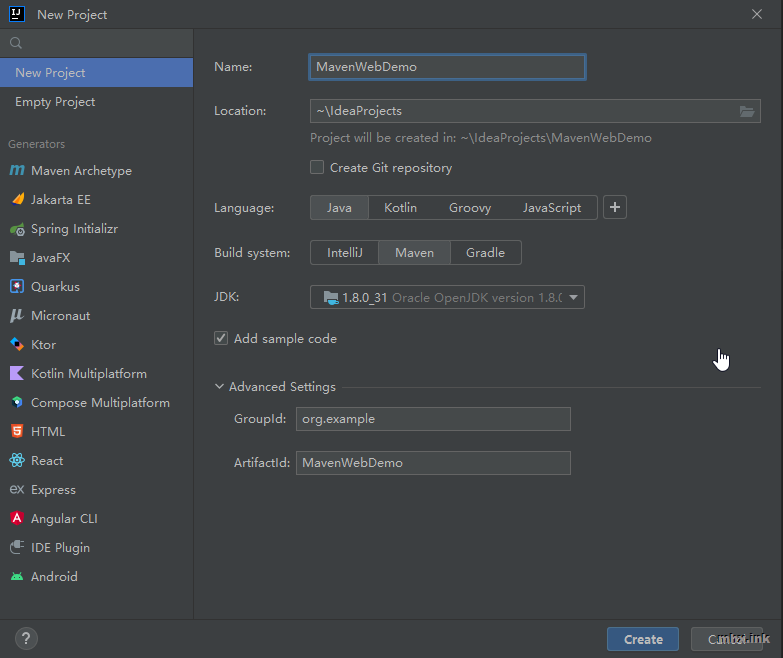 New Project
New Project
Empty Project
Generators
Maven Archetype
Jakarta EE
Spring Initializr
JavaFX
Quarkus
Micronaut
Ktor
Kotlin Multiplatform
Compose Multiplatform
HTML
React
ex Express
Angular CLI
IDE Plugin
Android
Name: MavenWebDemo
Location: ~\IdeaProjects
Project will be created in: ~\IdeaProjects\MavenWebDemo
Create Git repository
Language: Java Kotlin Groovy JavaScript +
Build system: IntelliJ Maven Gradle
JDK: 1.8.0_31 Oracle OpenJDK version 1.8.0
Add sample code
Advanced Settings
GroupId: org.example
ArtifactId: MavenWebDemo
? Create